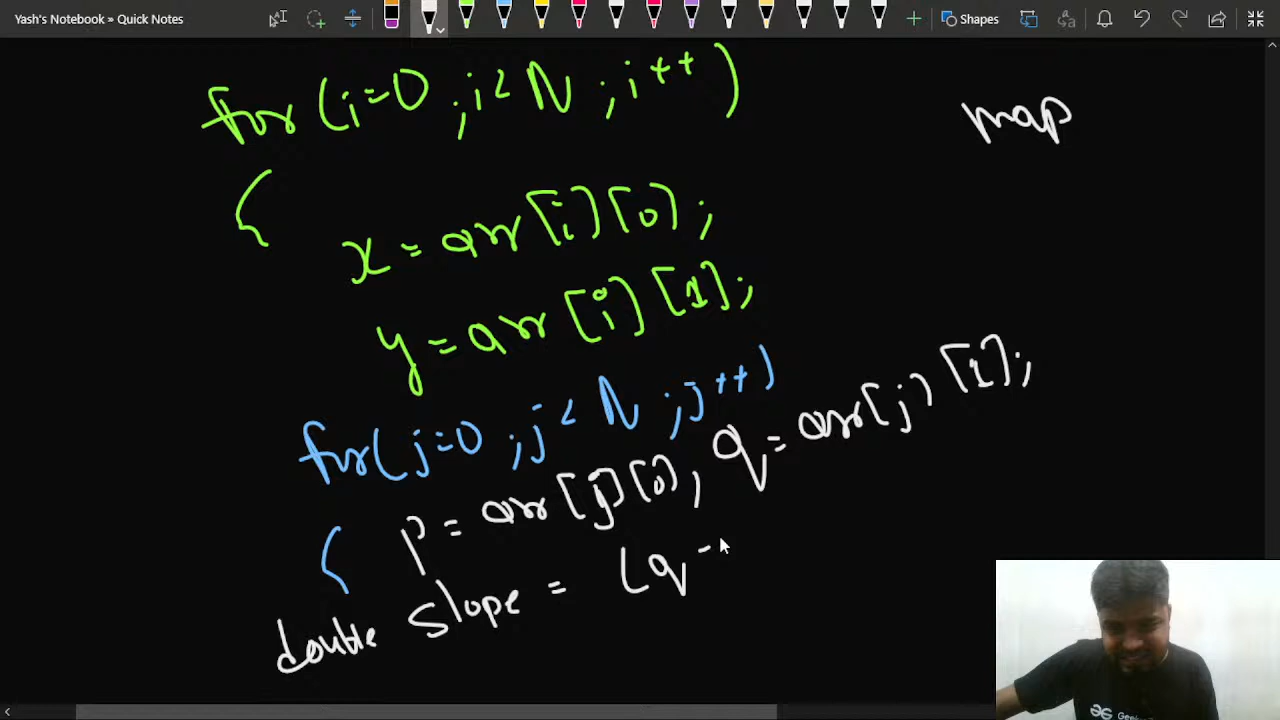 Yash's Notebook » Quick Notes
Shapes
for(i=0 ;i<N ;i++)
map
{
x=arr[i][0);
y=arr[i][1];
for(j=0 ;j<N ;j++)
{ p=arr[j][0), q=arr[j)[1];
double slope = (q-